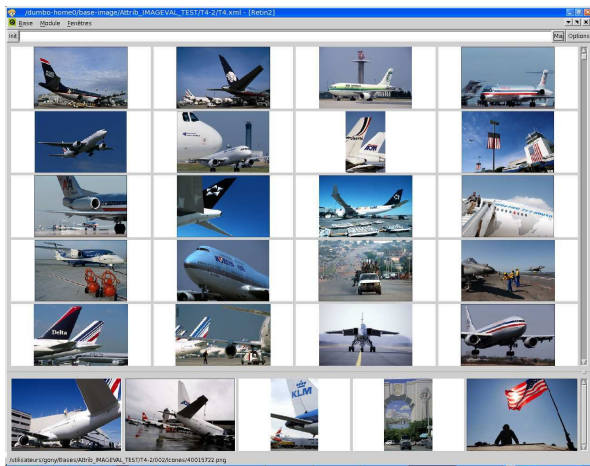 /dumbo-home0/base-image/Attrib_IMAGEVAL_TEST/T4-2/T4.xml - [Retin2]
Base Module Fenêtres
Init
Maj Options
Delta
KLM
/utilisateurs/gony/Bases/Attrib_IMAGEVAL_TEST/T4-2/002/icones/40015722.png